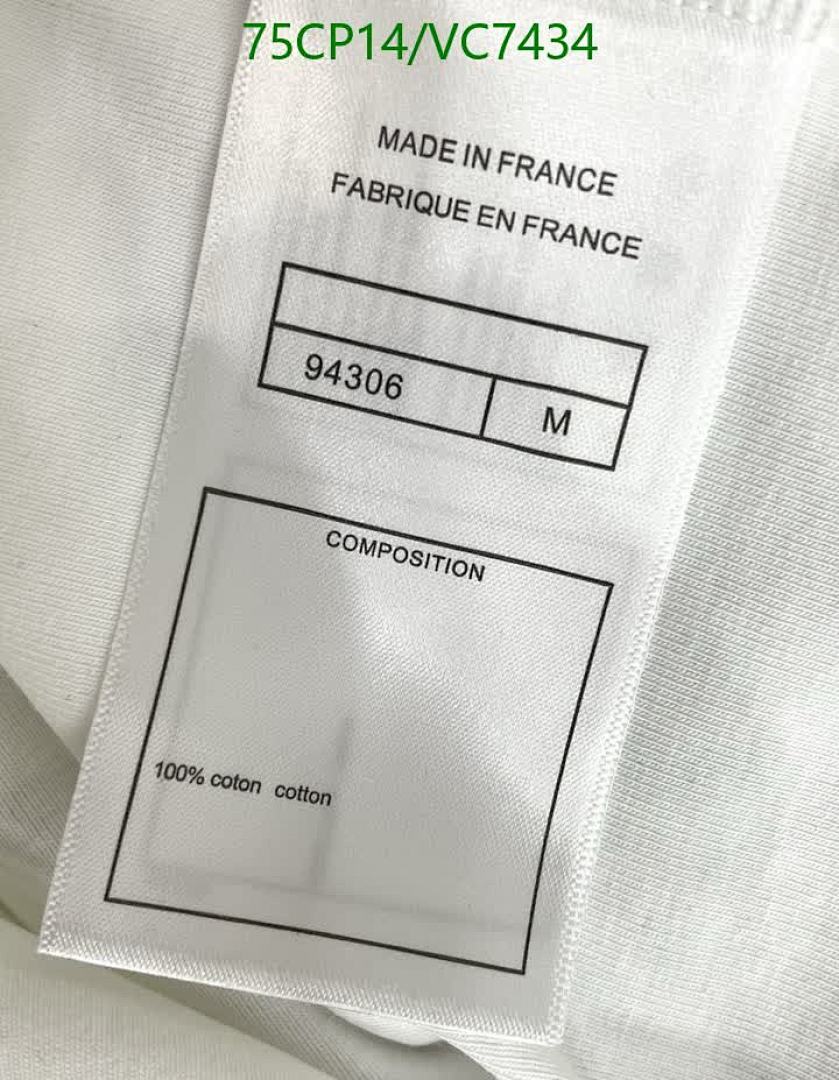 75CP14/VC7434
MADE IN FRANCE
FABRIQUE EN FRANCE
94306
M
COMPOSITION
100% coton cotton